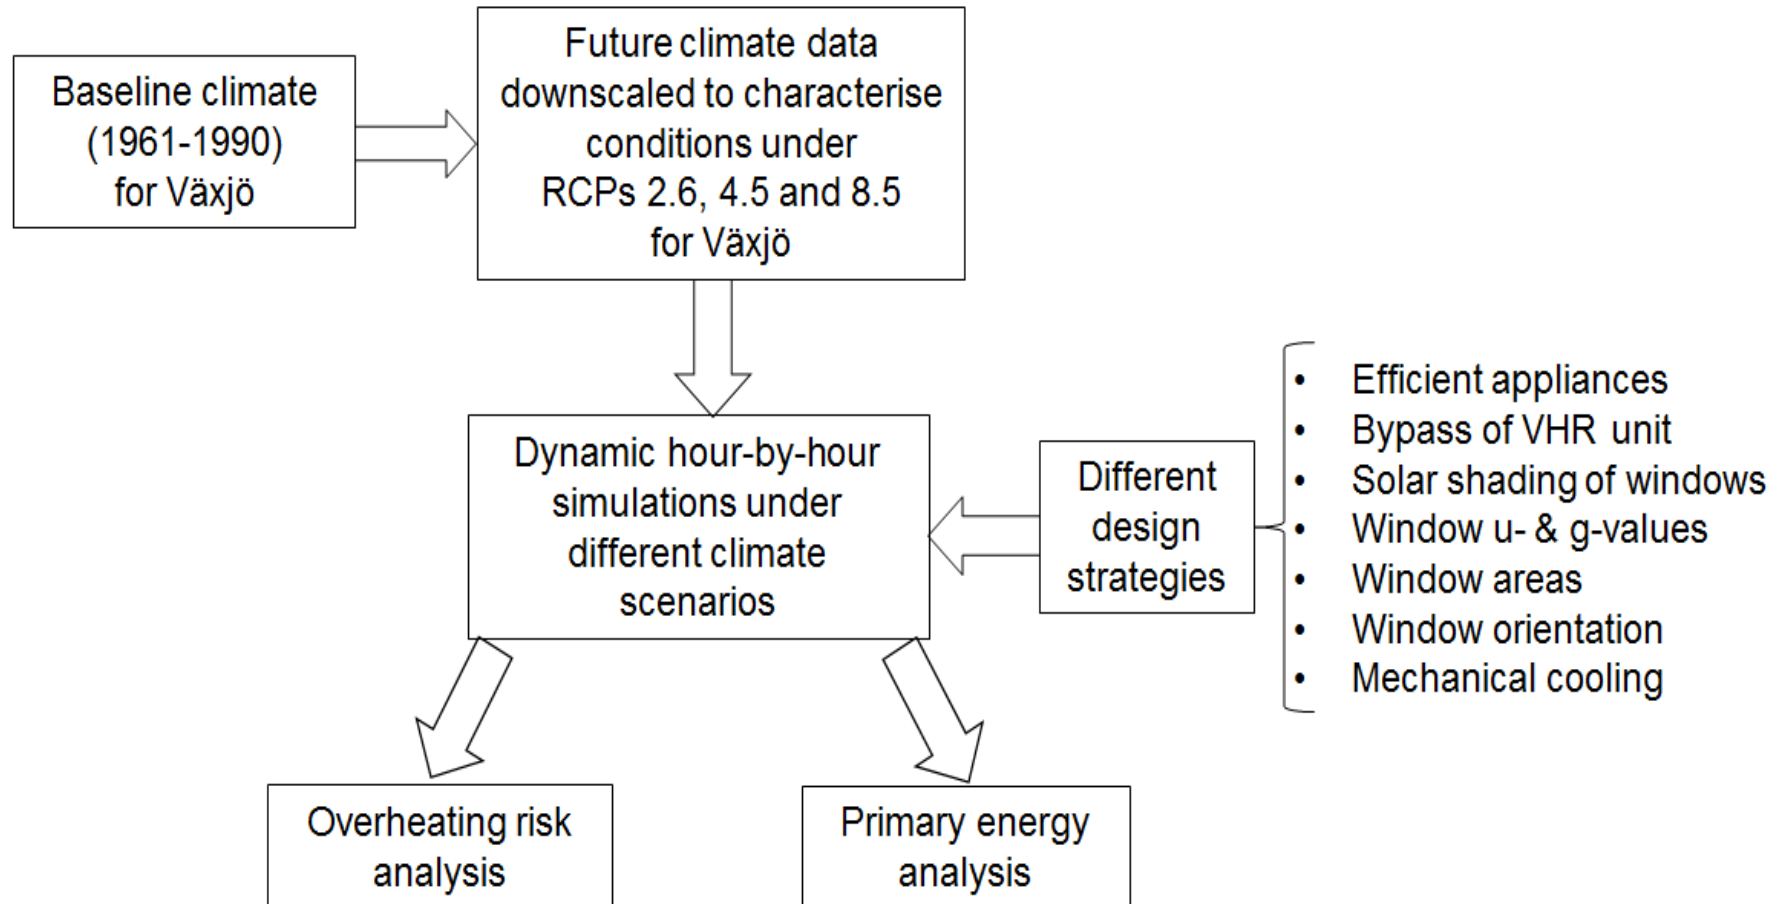 Baseline climate
(1961-1990)
for Växjö
Future climate data
downscaled to characterise
conditions under
RCPs 2.6, 4.5 and 8.5
for Växjö
Dynamic hour-by-hour
simulations under
different climate
scenarios
Different
design
strategies
• Efficient appliances
• Bypass of VHR unit
• Solar shading of windows
• Window u- & g-values
• Window areas
• Window orientation
• Mechanical cooling
Overheating risk
analysis
Primary energy
analysis